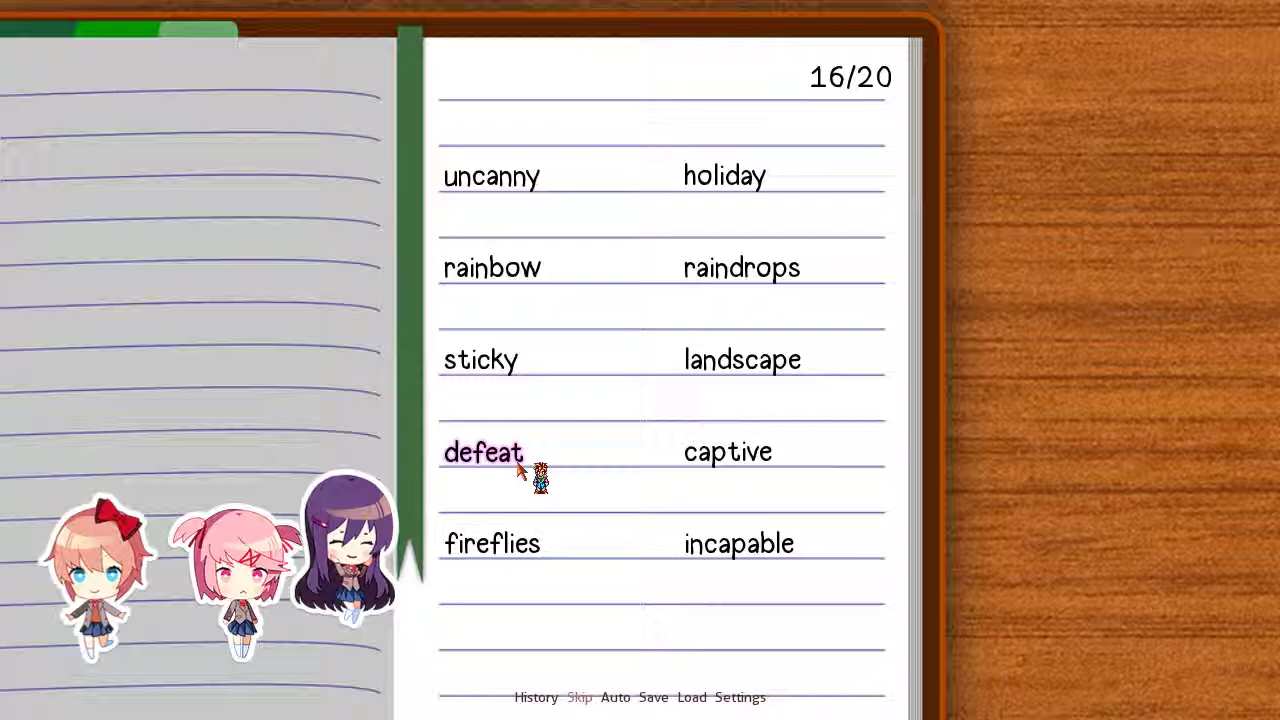 16/20
uncanny holiday
rainbow raindrops
sticky landscape
defeat captive
fireflies incapable
History Skip Auto Save Load Settings